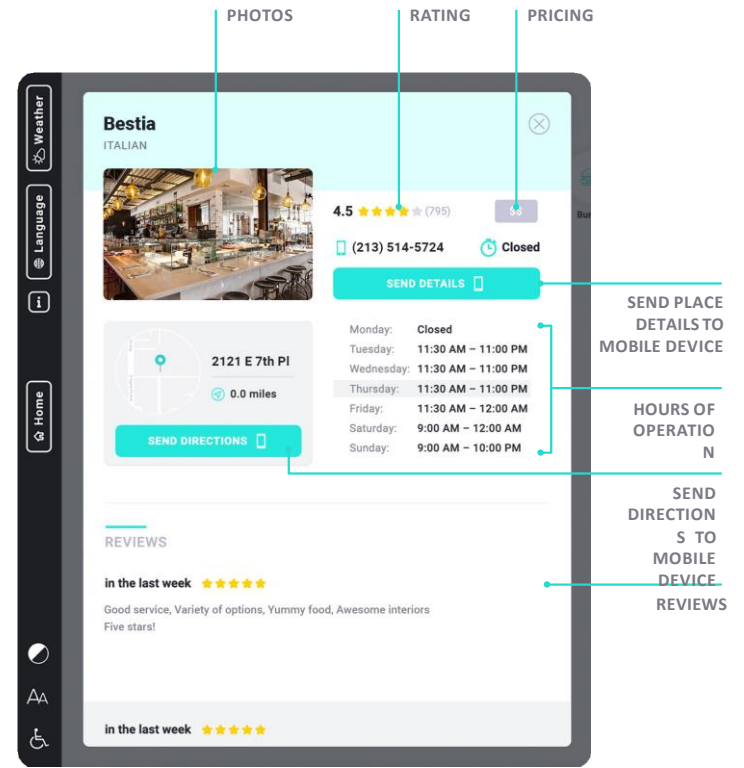 PHOTOS
RATING
PRICING
Weather
Language
i
Home
AA
Bestia
ITALIAN
4.5 (795)
$$
(213) 514-5724
Closed
SEND DETAILS
2121 E 7th Pl
0.0 miles
SEND DIRECTIONS
Monday: Closed
Tuesday: 11:30 AM – 11:00 PM
Wednesday: 11:30 AM – 11:00 PM
Thursday: 11:30 AM – 11:00 PM
Friday: 11:30 AM – 12:00 AM
Saturday: 9:00 AM – 12:00 AM
Sunday: 9:00 AM – 10:00 PM
REVIEWS
in the last week
Good service, Variety of options, Yummy food, Awesome interiors
Five stars!
in the last week
Bur
SEND PLACE
DETAILS TO
MOBILE DEVICE
HOURS OF
OPERATIO
N
SEND
DIRECTION
S TO
MOBILE
DEVICE
REVIEWS